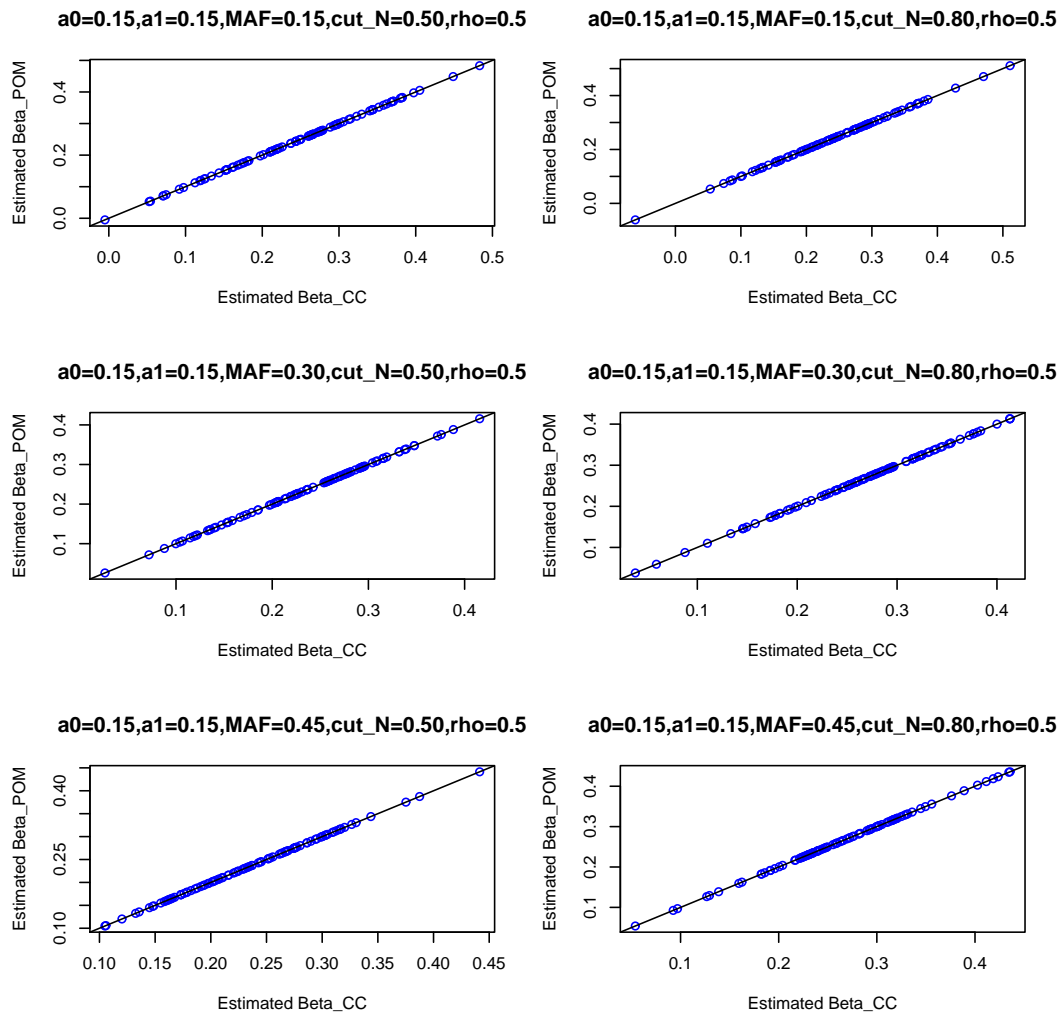 a0=0.15,a1=0.15,MAF=0.15,cut_N=0.50,rho=0.5
Estimated Beta_POM
0.0 0.2 0.4
0.0 0.1 0.2 0.3 0.4 0.5
Estimated Beta_CC
a0=0.15,a1=0.15,MAF=0.15,cut_N=0.80,rho=0.5
Estimated Beta_POM
0.0 0.2 0.4
0.0 0.1 0.2 0.3 0.4 0.5
Estimated Beta_CC
a0=0.15,a1=0.15,MAF=0.30,cut_N=0.50,rho=0.5
Estimated Beta_POM
0.1 0.2 0.3 0.4
0.1 0.2 0.3 0.4
Estimated Beta_CC
a0=0.15,a1=0.15,MAF=0.30,cut_N=0.80,rho=0.5
Estimated Beta_POM
0.1 0.2 0.3 0.4
0.1 0.2 0.3 0.4
Estimated Beta_CC
a0=0.15,a1=0.15,MAF=0.45,cut_N=0.50,rho=0.5
Estimated Beta_POM
0.10 0.25 0.40
0.10 0.15 0.20 0.25 0.30 0.35 0.40 0.45
Estimated Beta_CC
a0=0.15,a1=0.15,MAF=0.45,cut_N=0.80,rho=0.5
Estimated Beta_POM
0.1 0.2 0.3 0.4
0.1 0.2 0.3 0.4
Estimated Beta_CC